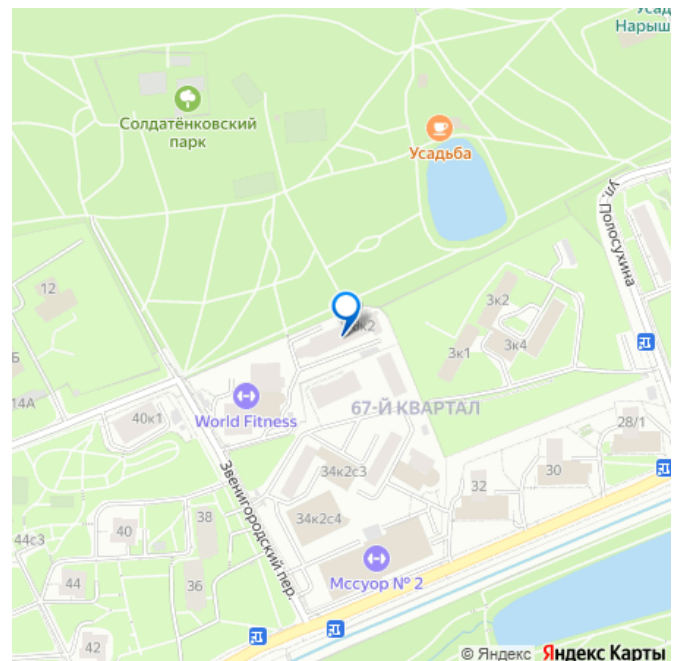 Усад
Нарыш
Солдатёнковский
парк
Усадьба
ул. Полосухина
12
3к2
3к4
3к1
Б
World Fitness
14А
40к1
67-Й КВАРТАЛ
28/1
34к2с3
30
32
Звенигородский пер.
34к2с4
38
40
44с3
Мссуор № 2
44
36
42
© Яндекс Яндекс Карты